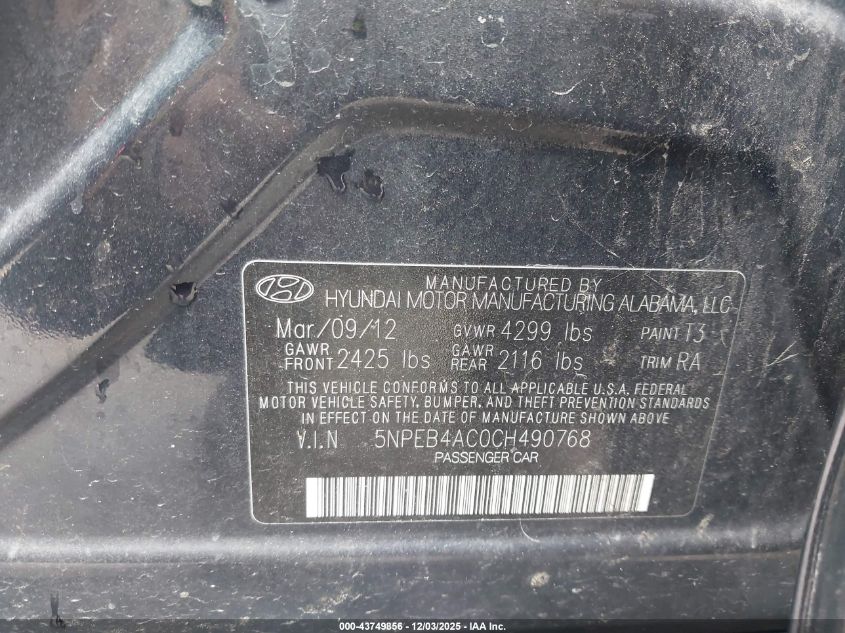 MANUFACTURED BY
HYUNDAI MOTOR MANUFACTURING ALABAMA, LLC
Mar/09/12 GVWR 4299 lbs PAINT T3
GAWR FRONT 2425 lbs GAWR REAR 2116 lbs TRIM RA
THIS VEHICLE CONFORMS TO ALL APPLICABLE U.S.A. FEDERAL
MOTOR VEHICLE SAFETY, BUMPER, AND THEFT PREVENTION STANDARDS
IN EFFECT ON THE DATE OF MANUFACTURE SHOWN ABOVE
V.I.N 5NPEB4AC0CH490768
PASSENGER CAR
000-43749856 - 12/03/2025 - IAA Inc.